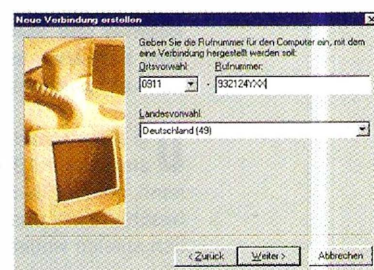 Neue Verbindung erstellen
Geben Sie die Rufnummer für den Computer ein, mit dem
eine Verbindung hergestellt werden soll:
Ortsvorwahl: Rufnummer:
0911 - 932124XXX
Landesvorwahl:
Deutschland (49)
< Zurück Weiter > Abbrechen